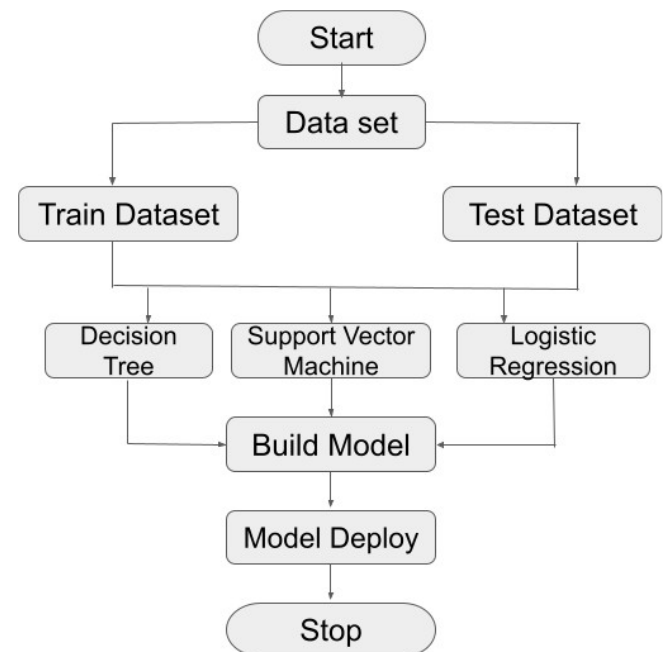 Start
Data set
Train Dataset
Test Dataset
Decision
Tree
Support Vector
Machine
Logistic
Regression
Build Model
Model Deploy
Stop